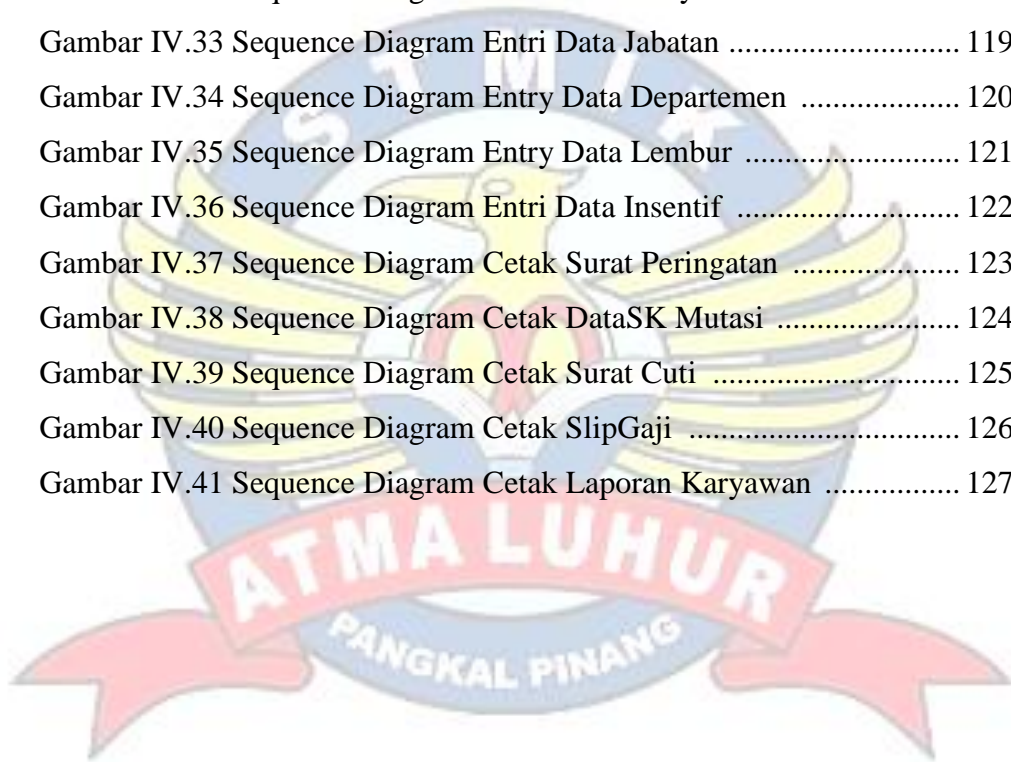 Gambar IV.33 Sequence Diagram Entri Data Jabatan ............................ 119
Gambar IV.34 Sequence Diagram Entry Data Departemen ................... 120
Gambar IV.35 Sequence Diagram Entry Data Lembur .......................... 121
Gambar IV.36 Sequence Diagram Entri Data Insentif ........................... 122
Gambar IV.37 Sequence Diagram Cetak Surat Peringatan .................... 123
Gambar IV.38 Sequence Diagram Cetak DataSK Mutasi ...................... 124
Gambar IV.39 Sequence Diagram Cetak Surat Cuti .............................. 125
Gambar IV.40 Sequence Diagram Cetak SlipGaji ................................. 126
Gambar IV.41 Sequence Diagram Cetak Laporan Karyawan ................ 127
STMIK
ATMA LUHUR
PANGKAL PINANG